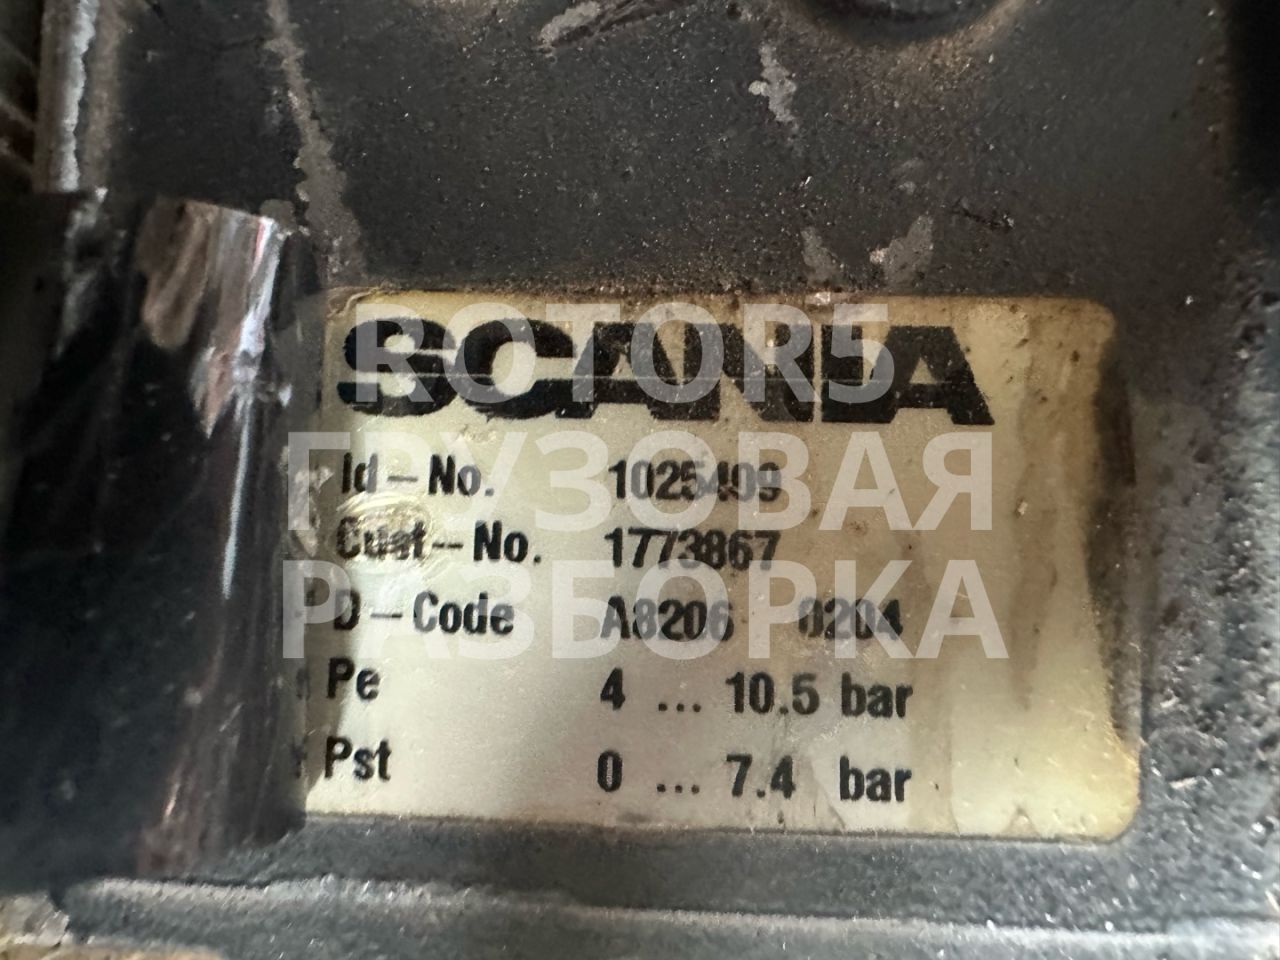 SCANIA
ROTOR5
ГРУЗОВАЯ
РАЗБОРКА
Id-No. 1025409
Cust-No. 1773867
D-Code A8206 0204
Pe 4 ... 10.5 bar
Pst 0 ... 7.4 bar